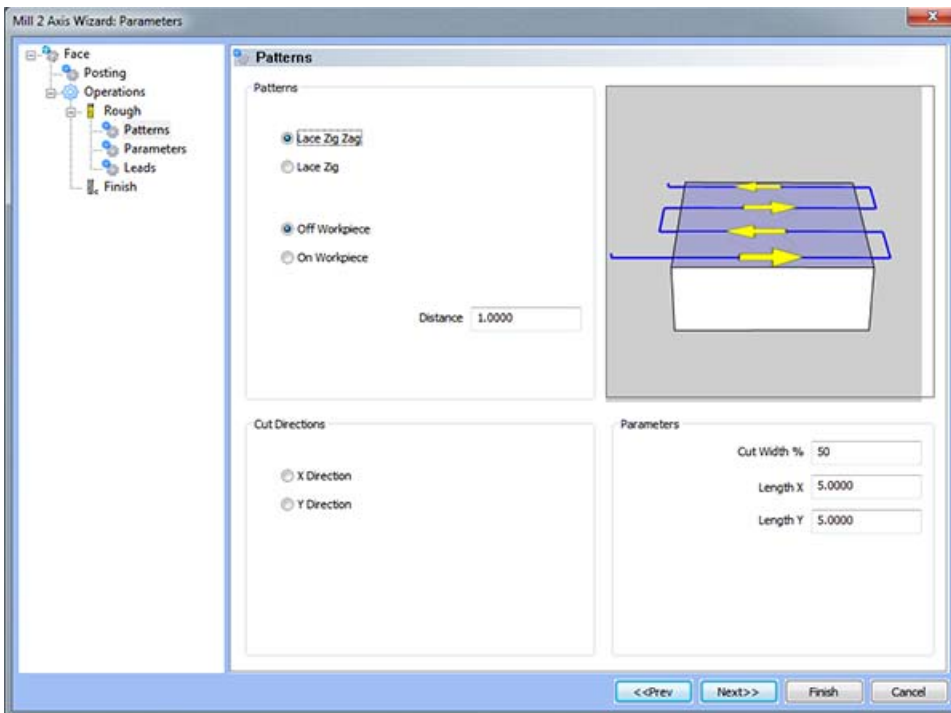 Mill 2 Axis Wizard: Parameters
Face
Posting
Operations
Rough
Patterns
Parameters
Leads
Finish
Patterns
Patterns
Lace Zig Zag
Lace Zig
Off Workpiece
On Workpiece
Distance 1.0000
Cut Directions
X Direction
Y Direction
Parameters
Cut Width % 50
Length X 5.0000
Length Y 5.0000
<<Prev Next>> Finish Cancel